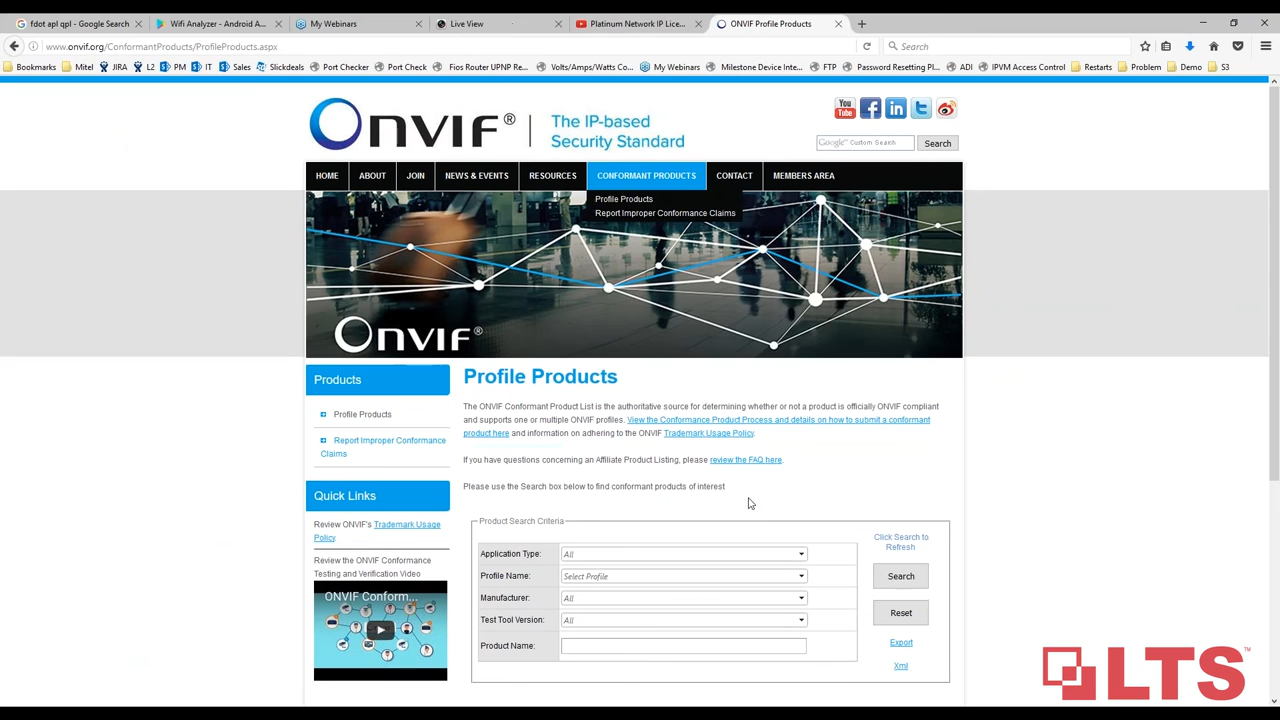 fdot apl qpl - Google Search
Wifi Analyzer - Android A...
My Webinars
Live View
Platinum Network IP Lice...
ONVIF Profile Products
www.onvif.org/ConformantProducts/ProfileProducts.aspx
Search
Bookmarks
Mitel
JIRA
L2
PM
IT
Sales
Slickdeals
Port Checker
Port Check
Fios Router UPNP Re...
Volts/Amps/Watts Co...
My Webinars
Milestone Device Inte...
FTP
Password Resetting Pl...
ADI
IPVM Access Control
Restarts
Problem
Demo
S3
ONVIF®
The IP-based
Security Standard
You
Tube
Google™ Custom Search
Search
HOME
ABOUT
JOIN
NEWS & EVENTS
RESOURCES
CONFORMANT PRODUCTS
CONTACT
MEMBERS AREA
Profile Products
Report Improper Conformance Claims
ONVIF®
Products
Profile Products
Report Improper Conformance
Claims
Quick Links
Review ONVIF's Trademark Usage
Policy.
Review the ONVIF Conformance
Testing and Verification Video
ONVIF Conform...
Profile Products
The ONVIF Conformant Product List is the authoritative source for determining whether or not a product is officially ONVIF compliant
and supports one or multiple ONVIF profiles. View the Conformance Product Process and details on how to submit a conformant
product here and information on adhering to the ONVIF Trademark Usage Policy.
If you have questions concerning an Affiliate Product Listing, please review the FAQ here.
Please use the Search box below to find conformant products of interest
Product Search Criteria
Application Type: All
Profile Name: Select Profile
Manufacturer: All
Test Tool Version: All
Product Name:
Click Search to
Refresh
Search
Reset
Export
Xml
LTS™